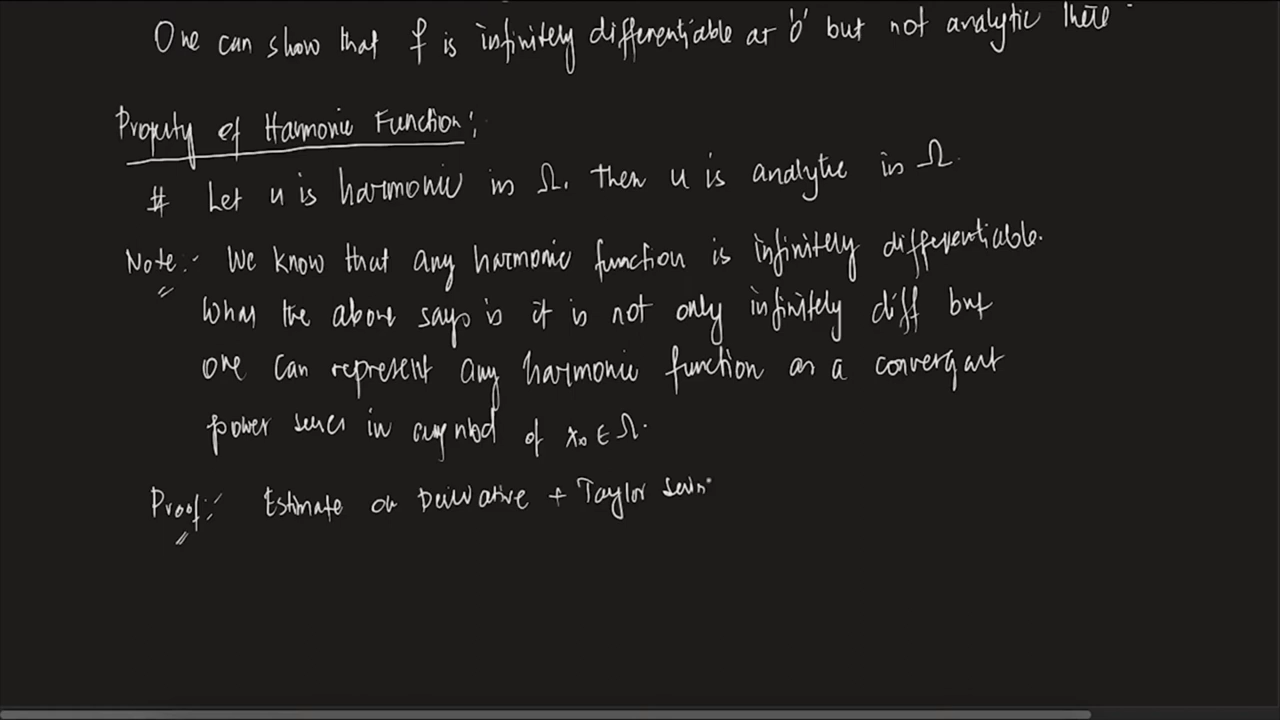 One can show that f is infinitely differentiable at '0' but not analytic there.
Property of Harmonic Function:
# Let u is harmonic in Ω. Then u is analytic in Ω.
Note:- We know that any harmonic function is infinitely differentiable.
What the above says is it is not only infinitely diff but
one can represent any harmonic function as a convergent
power series in any nbd of x₀ ∈ Ω.
Proof:- Estimate on Derivative + Taylor series